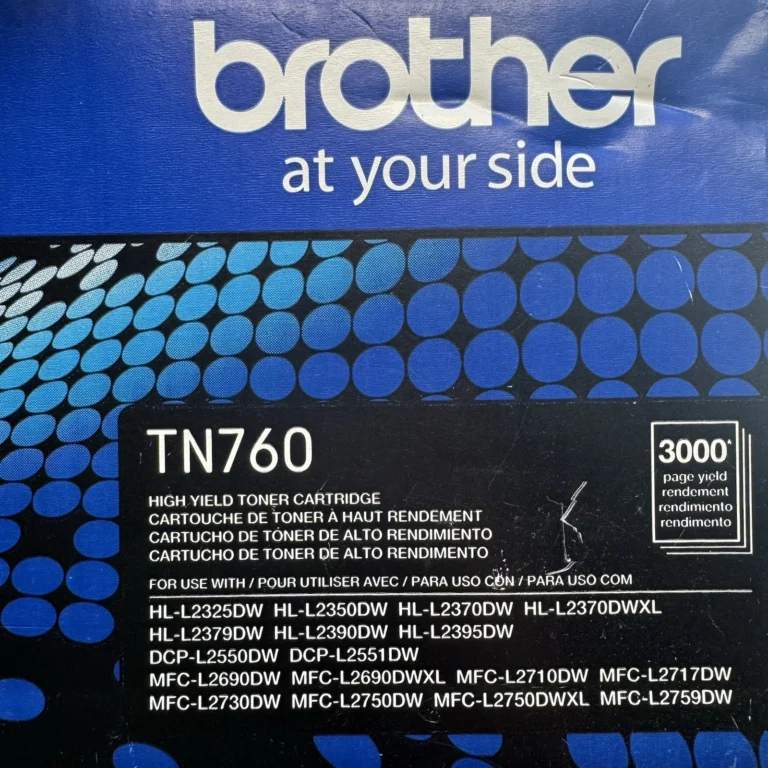 brother
at your side
TN760
HIGH YIELD TONER CARTRIDGE
CARTOUCHE DE TONER À HAUT RENDEMENT
CARTUCHO DE TÓNER DE ALTO RENDIMIENTO
CARTUCHO DE TONER DE ALTO RENDIMENTO
3000*
page yield
rendement
rendimiento
rendimento
FOR USE WITH / POUR UTILISER AVEC / PARA USO CON / PARA USO COM
HL-L2325DW HL-L2350DW HL-L2370DW HL-L2370DWXL
HL-L2379DW HL-L2390DW HL-L2395DW
DCP-L2550DW DCP-L2551DW
MFC-L2690DW MFC-L2690DWXL MFC-L2710DW MFC-L2717DW
MFC-L2730DW MFC-L2750DW MFC-L2750DWXL MFC-L2759DW